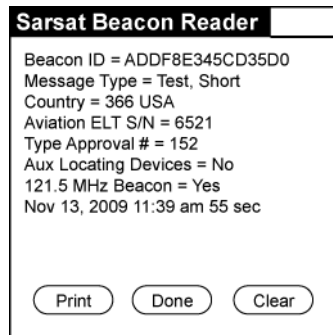 Sarsat Beacon Reader
Beacon ID = ADDF8E345CD35D0
Message Type = Test, Short
Country = 366 USA
Aviation ELT S/N = 6521
Type Approval # = 152
Aux Locating Devices = No
121.5 MHz Beacon = Yes
Nov 13, 2009 11:39 am 55 sec
Print Done Clear